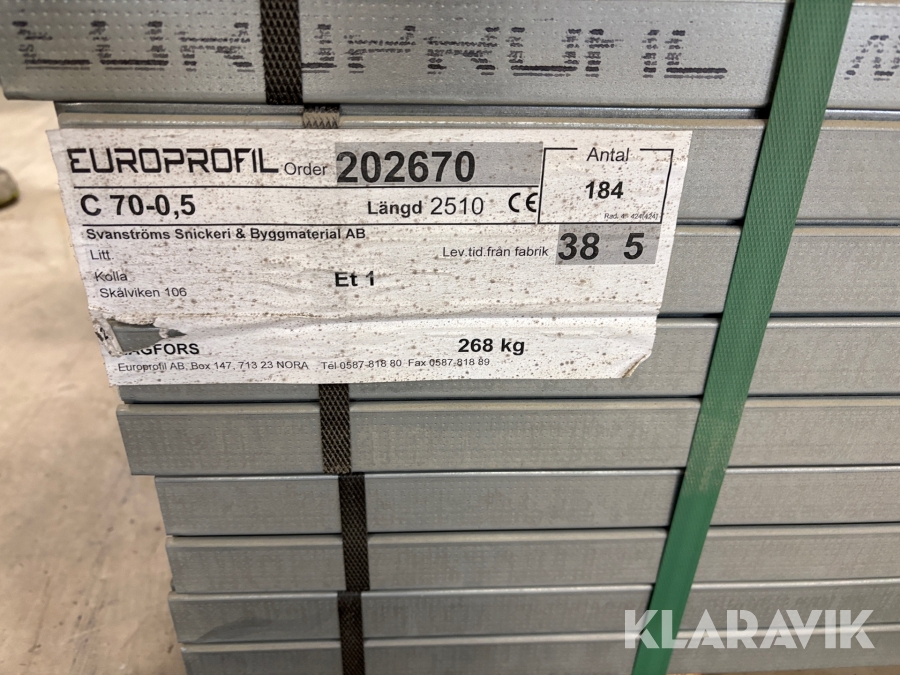 EUROPROFIL
EUROPROFIL Order 202670
Antal
184
C 70-0,5 Längd 2510 CE
Svanströms Snickeri & Byggmaterial AB
Litt
Lev.tid.från fabrik 38 5
Kolla
Et 1
Skålviken 106
268 kg
Europrofil AB, Box 147, 713 23 NORA Tel 0587-818 80 Fax 0587-818 89
KLARAVIK